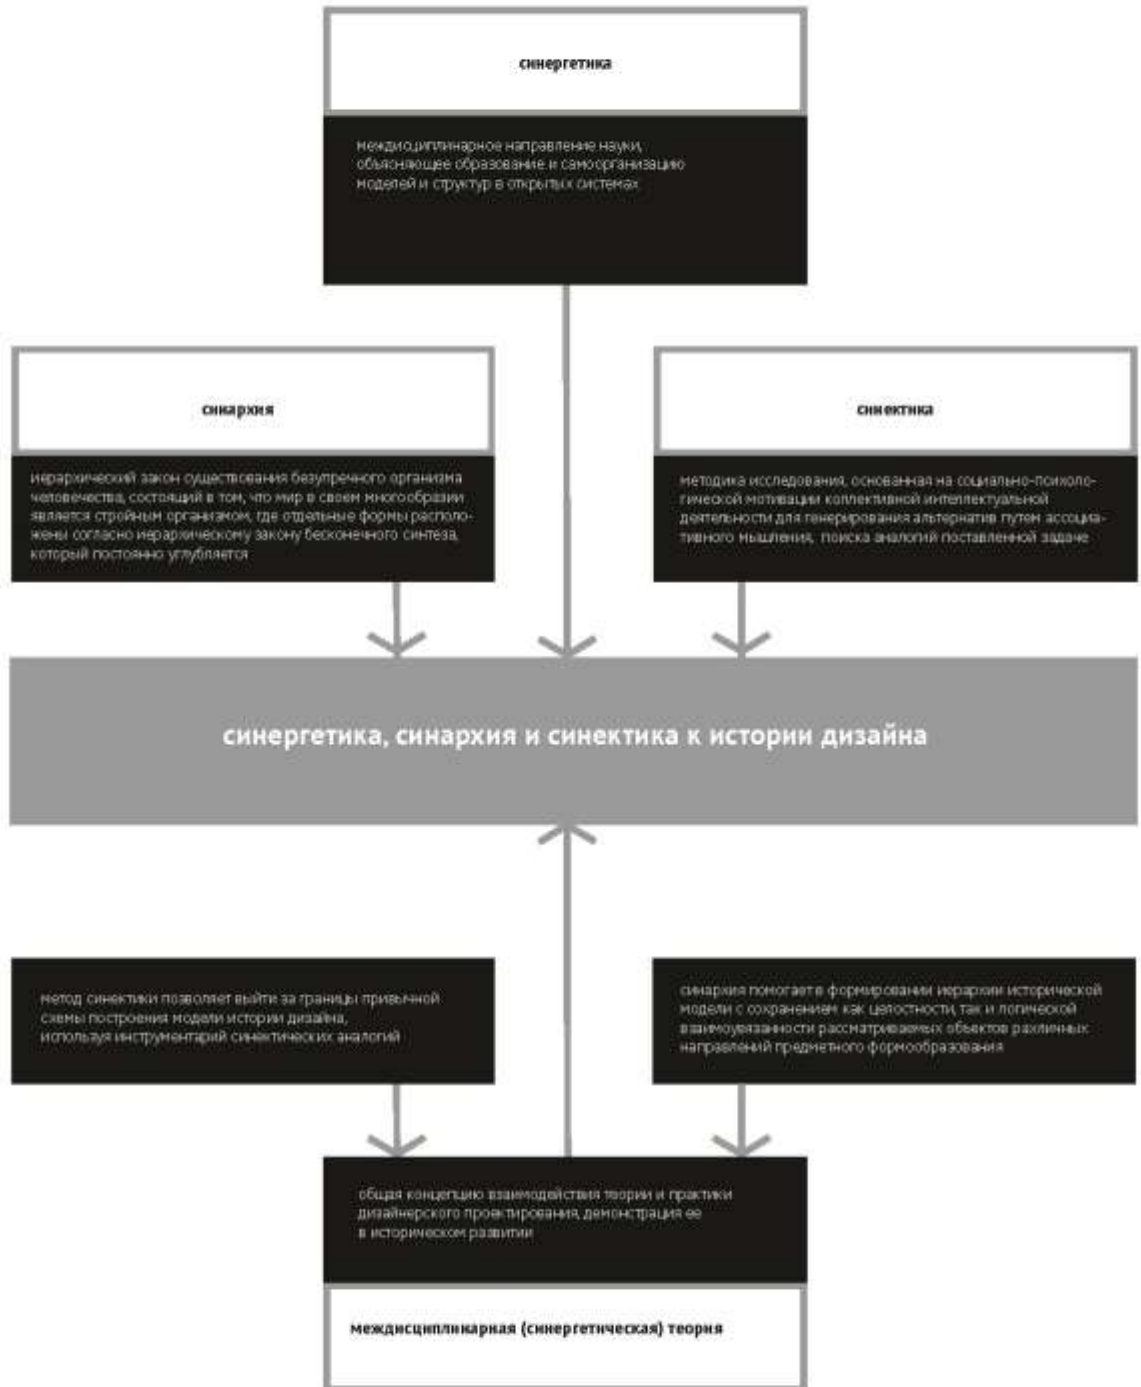 синергетика
междисциплинарное направление науки,
объясняющее образование и самоорганизацию
моделей и структур в открытых системах
синархия
иерархический закон существования безупречного организма
человечества, состоящий в том, что мир в своем многообразии
является стройным организмом, где отдельные формы располо-
жены согласно иерархическому закону бесконечного синтеза,
который постоянно углубляется
синектика
методика исследования, основанная на социально-психоло-
гической мотивации коллективной интеллектуальной
деятельности для генерирования альтернатив путем ассоциа-
тивного мышления, поиска аналогий поставленной задаче
синергетика, синархия и синектика к истории дизайна
метод синектики позволяет выйти за границы привычной
схемы построения модели истории дизайна,
используя инструментарий синектических аналогий
синархия помогает в формировании иерархии исторической
модели с сохранением как целостности, так и логической
взаимоувязанности рассматриваемых объектов различных
направлений предметного формообразования
общая концепцию взаимодействия теории и практики
дизайнерского проектирования, демонстрация ее
в историческом развитии
междисциплинарная (синергетическая) теория